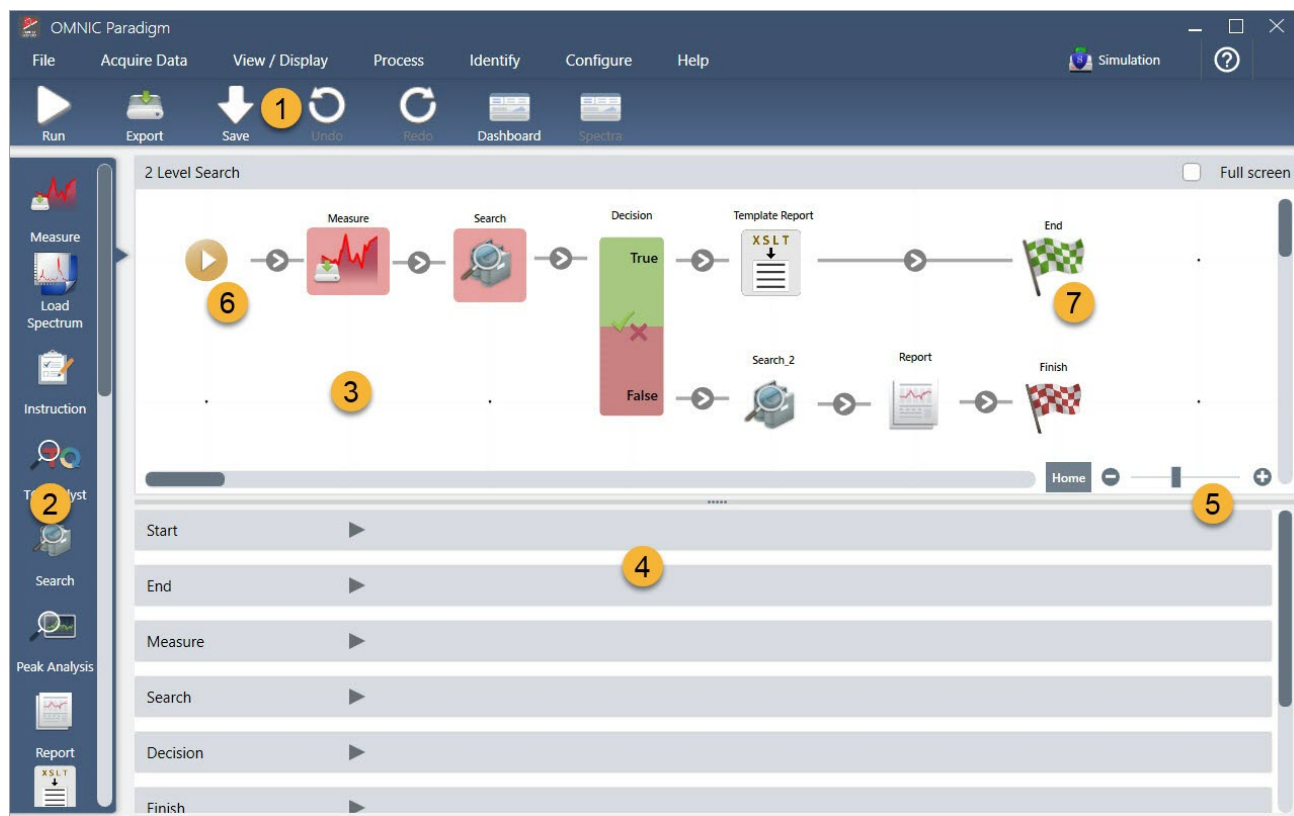 OMNIC Paradigm
File Acquire Data View / Display Process Identify Configure Help Simulation
Run Export Save 1 Undo Redo Dashboard Spectra
2 Level Search Full screen
Measure
Load
Spectrum
Instruction
2
Search
Peak Analysis
Report
XSLT
Measure Search Decision Template Report End
XSLT
True
6 7
3
Search_2 Report Finish
False
Home 5
Start
4
End
Measure
Search
Decision
Finish